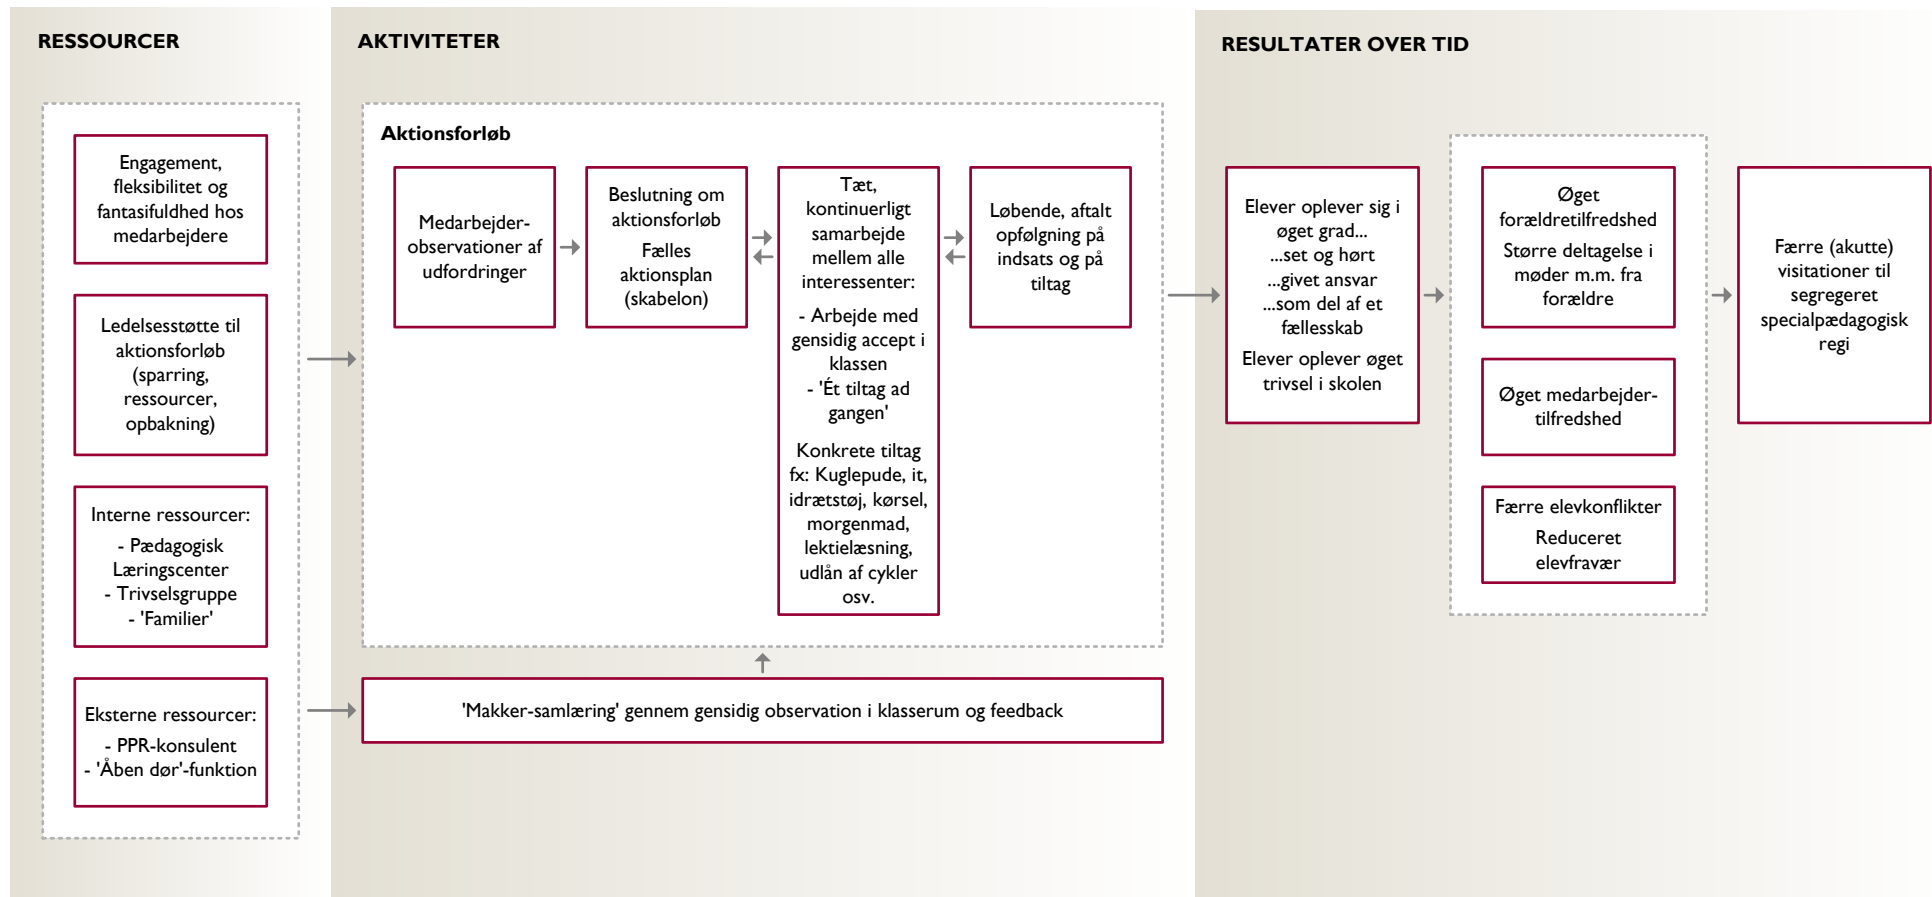 RESSOURCER
Engagement,
fleksibilitet og
fantasifuldhed hos
medarbejdere
Ledelsesstøtte til
aktionsforløb
(sparring,
ressourcer,
opbakning)
Interne ressourcer:
- Pædagogisk
Læringscenter
- Trivselsgruppe
- 'Familier'
Eksterne ressourcer:
- PPR-konsulent
- 'Åben dør'-funktion
AKTIVITETER
Aktionsforløb
Medarbejder-
observationer af
udfordringer
Beslutning om
aktionsforløb
Fælles
aktionsplan
(skabelon)
Tæt,
kontinuerligt
samarbejde
mellem alle
interessenter:
- Arbejde med
gensidig accept i
klassen
- 'Ét tiltag ad
gangen'
Konkrete tiltag
fx: Kuglepude, it,
idrætstøj, kørsel,
morgenmad,
lektielæsning,
udlån af cykler
osv.
Løbende, aftalt
opfølgning på
indsats og på
tiltag
'Makker-samlæring' gennem gensidig observation i klasserum og feedback
RESULTATER OVER TID
Elever oplever sig i
øget grad...
...set og hørt
...givet ansvar
...som del af et
fællesskab
Elever oplever øget
trivsel i skolen
Øget
forældretilfredshed
Større deltagelse i
møder m.m. fra
forældre
Øget medarbejder-
tilfredshed
Færre elevkonflikter
Reduceret
elevfravær
Færre (akutte)
visitationer til
segregeret
specialpædagogisk
regi